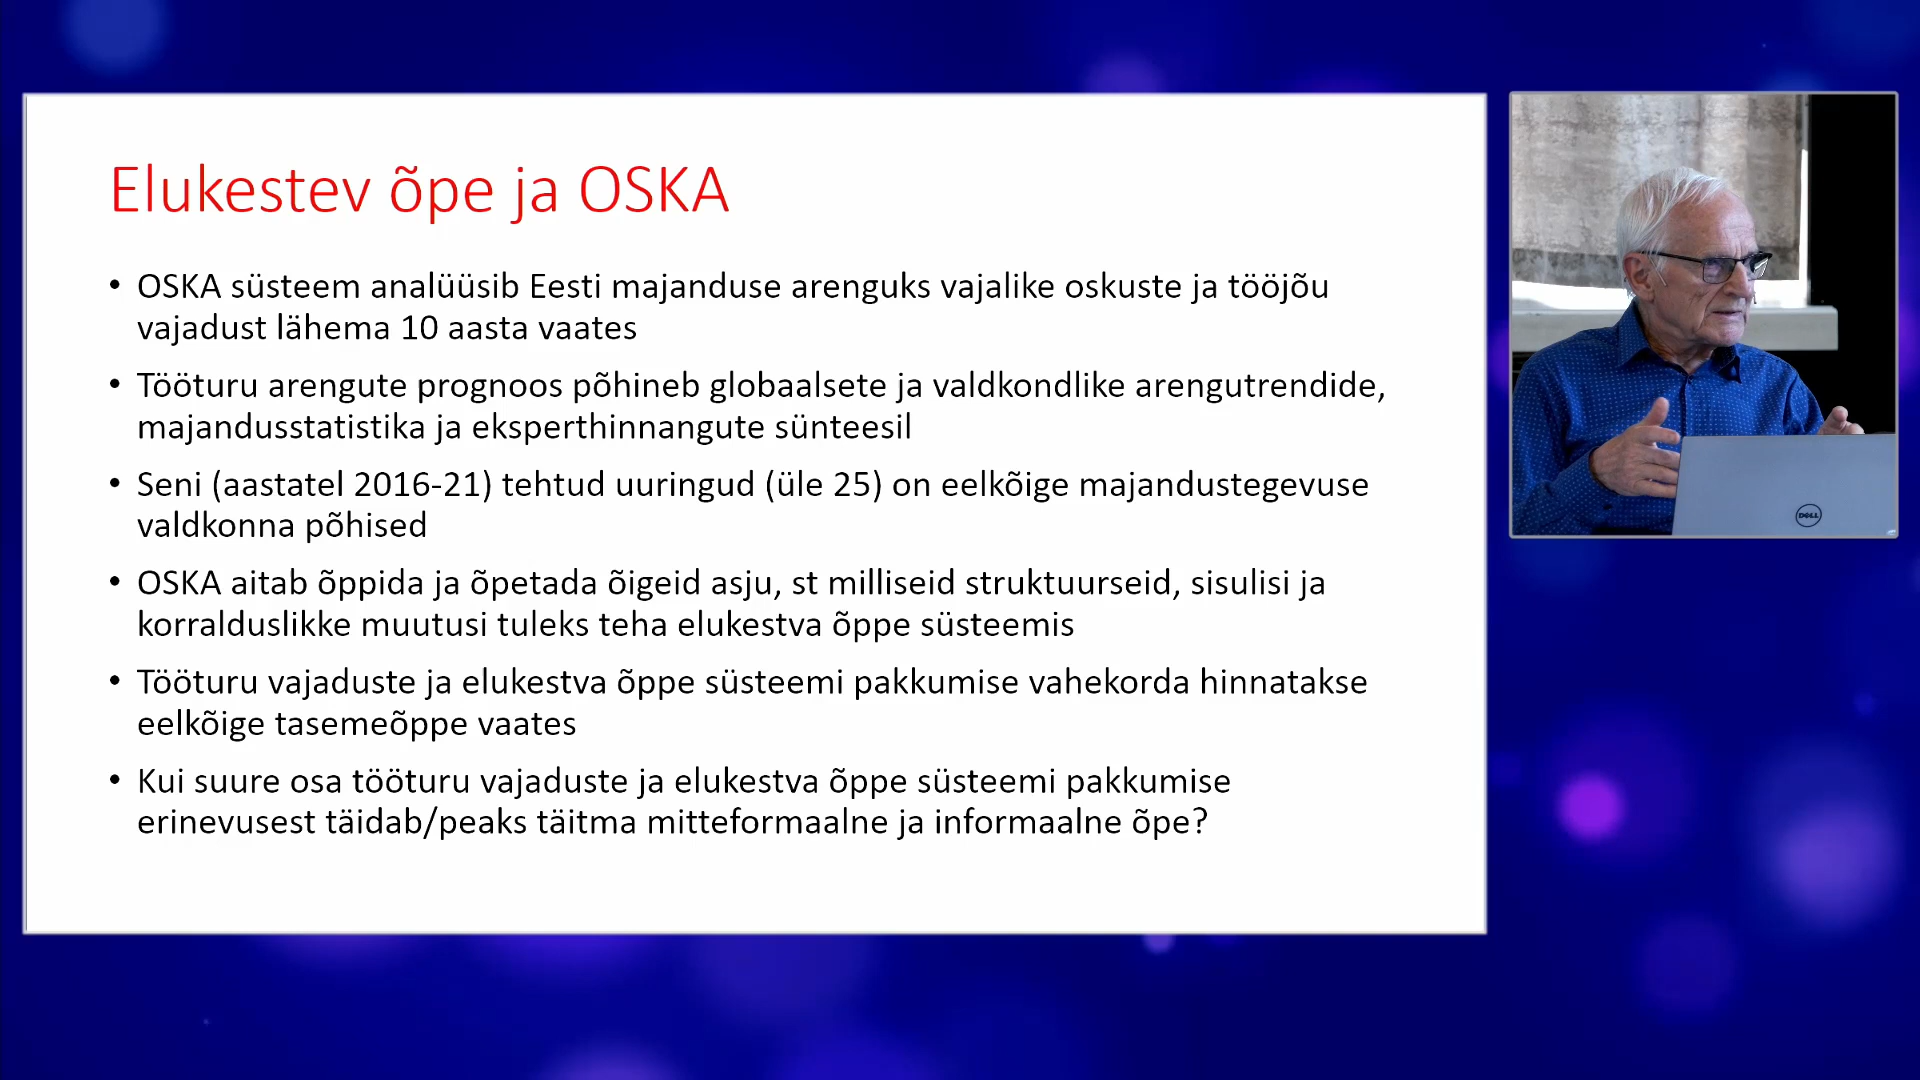 Elukestev õpe ja OSKA
• OSKA süsteem analüüsib Eesti majanduse arenguks vajalike oskuste ja tööjõu
vajadust lähema 10 aasta vaates
• Tööturu arengute prognoos põhineb globaalsete ja valdkondlike arengutrendide,
majandusstatistika ja eksperthinnangute sünteesil
• Seni (aastatel 2016-21) tehtud uuringud (üle 25) on eelkõige majandustegevuse
valdkonna põhised
• OSKA aitab õppida ja õpetada õigeid asju, st milliseid struktuurseid, sisulisi ja
korralduslikke muutusi tuleks teha elukestva õppe süsteemis
• Tööturu vajaduste ja elukestva õppe süsteemi pakkumise vahekorda hinnatakse
eelkõige tasemeõppe vaates
• Kui suure osa tööturu vajaduste ja elukestva õppe süsteemi pakkumise
erinevusest täidab/peaks täitma mitteformaalne ja informaalne õpe?
DELL